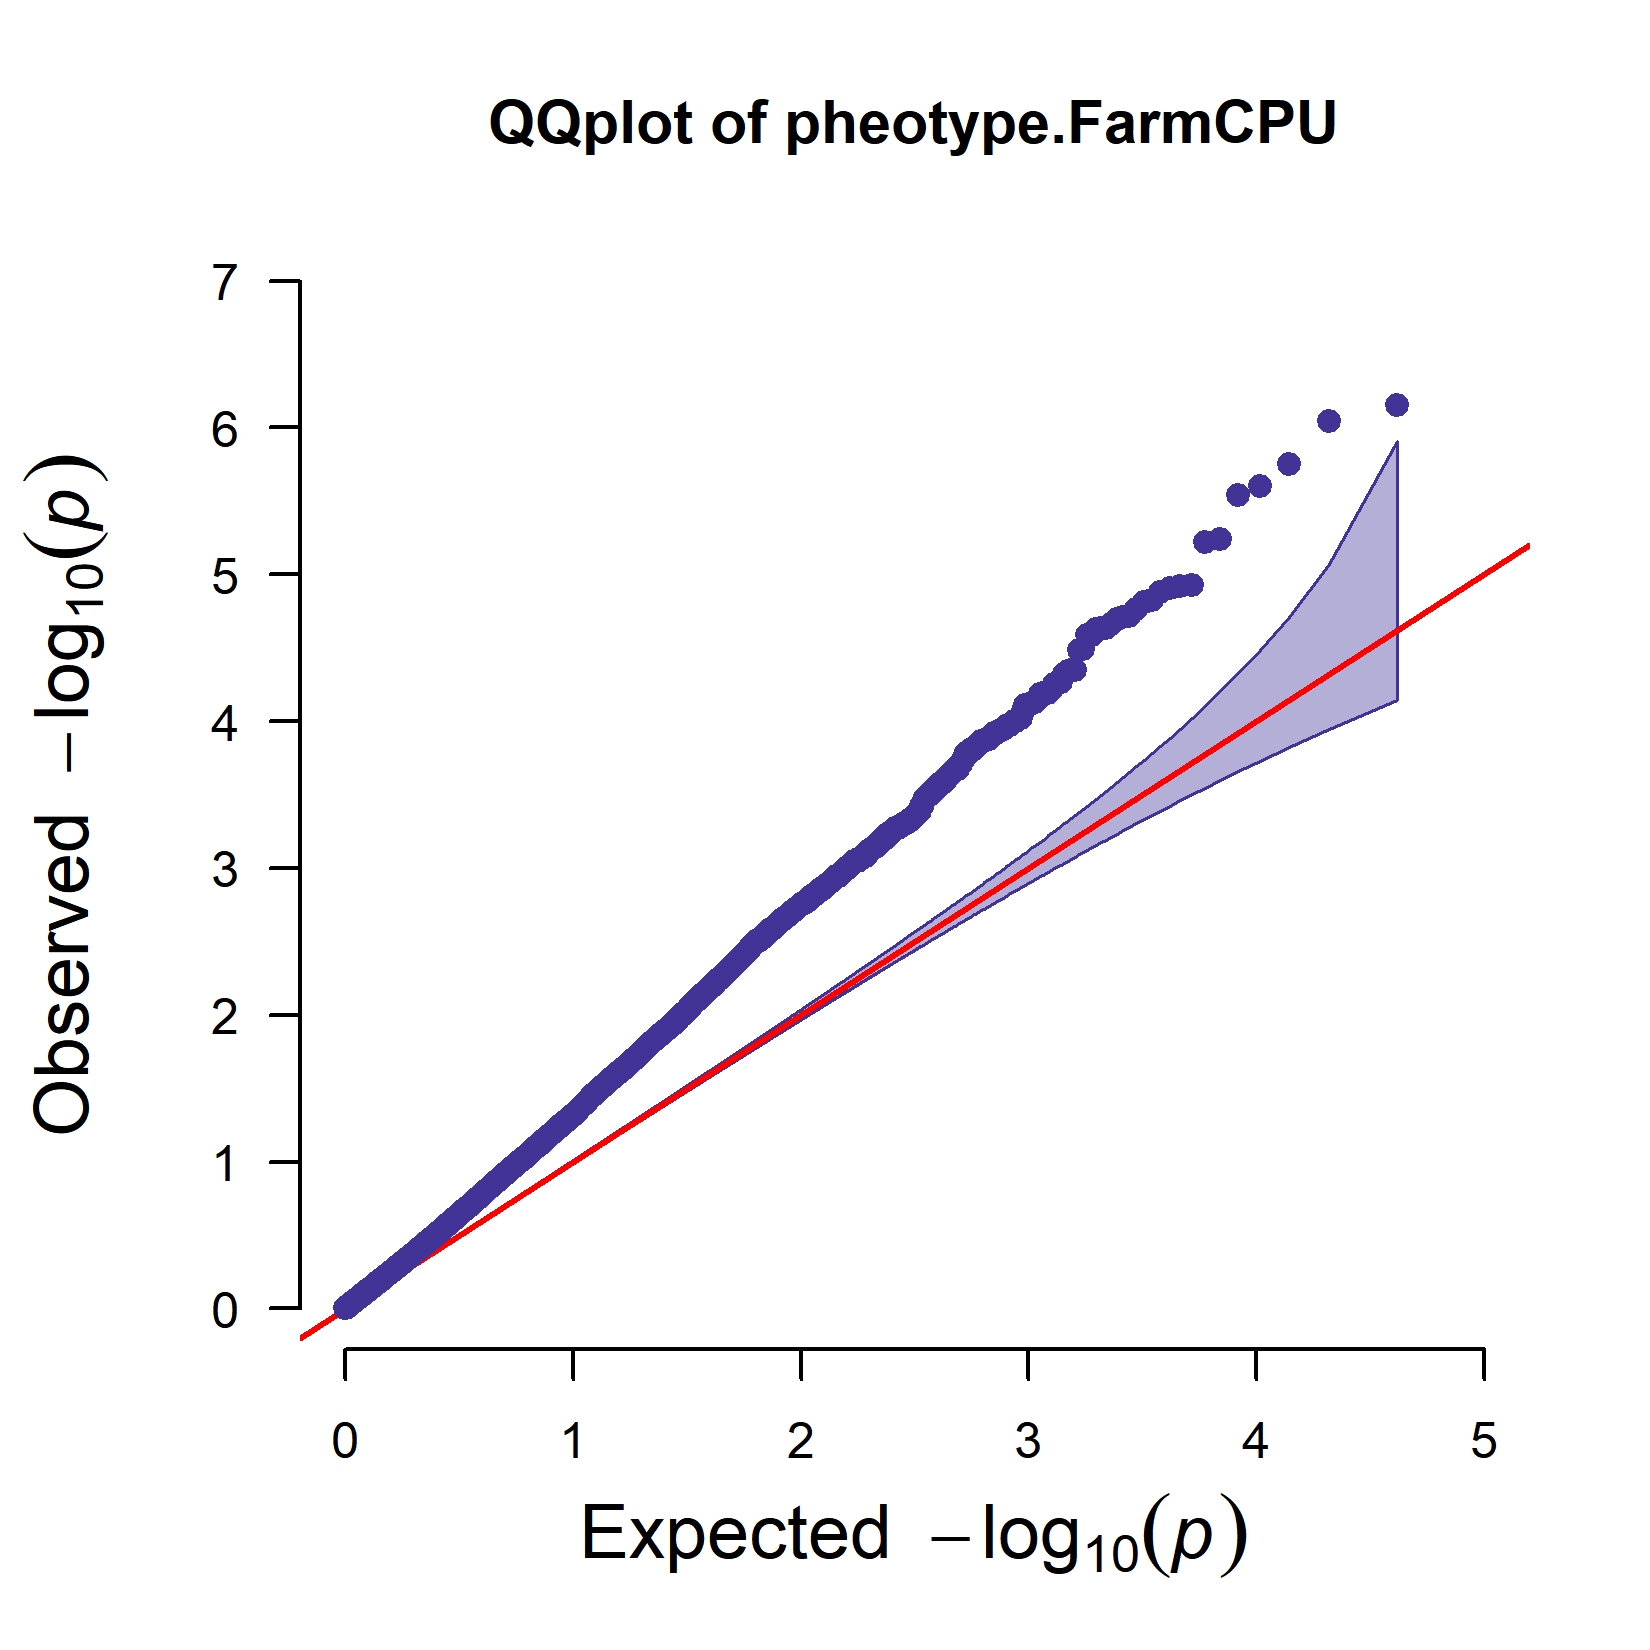 QQplot of pheotype.FarmCPU
7
6
5
4
3
2
1
0
Observed −log₁₀(p)
0 1 2 3 4 5
Expected −log₁₀(p)